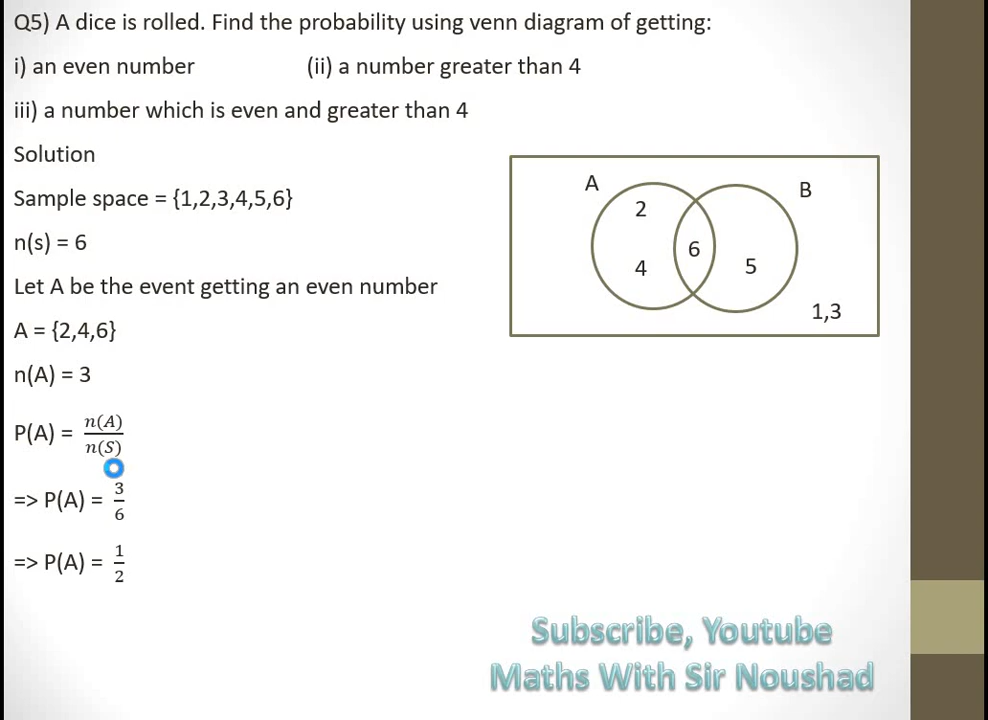 Q5) A dice is rolled. Find the probability using venn diagram of getting:
i) an even number (ii) a number greater than 4
iii) a number which is even and greater than 4
Solution
Sample space = {1,2,3,4,5,6}
n(s) = 6
Let A be the event getting an even number
A = {2,4,6}
n(A) = 3
P(A) = n(A)/n(S)
=> P(A) = 3/6
=> P(A) = 1/2
A
B
2
6
4
5
1,3
Subscribe, Youtube
Maths With Sir Noushad